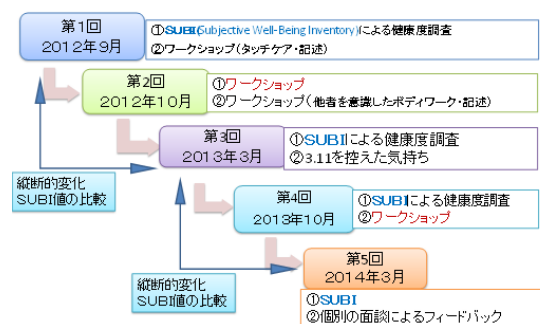 第1回
2012年9月
①SUBI(Subjective Well-Being Inventory)による健康度調査
②ワークショップ(タッチケア・記述)
第2回
2012年10月
①ワークショップ
②ワークショップ(他者を意識したボディワーク・記述)
第3回
2013年3月
①SUBIによる健康度調査
②3.11を控えた気持ち
縦断的変化
SUBI値の比較
第4回
2013年10月
①SUBIによる健康度調査
②ワークショップ
第5回
2014年3月
縦断的変化
SUBI値の比較
①SUBI
②個別の面談によるフィードバック